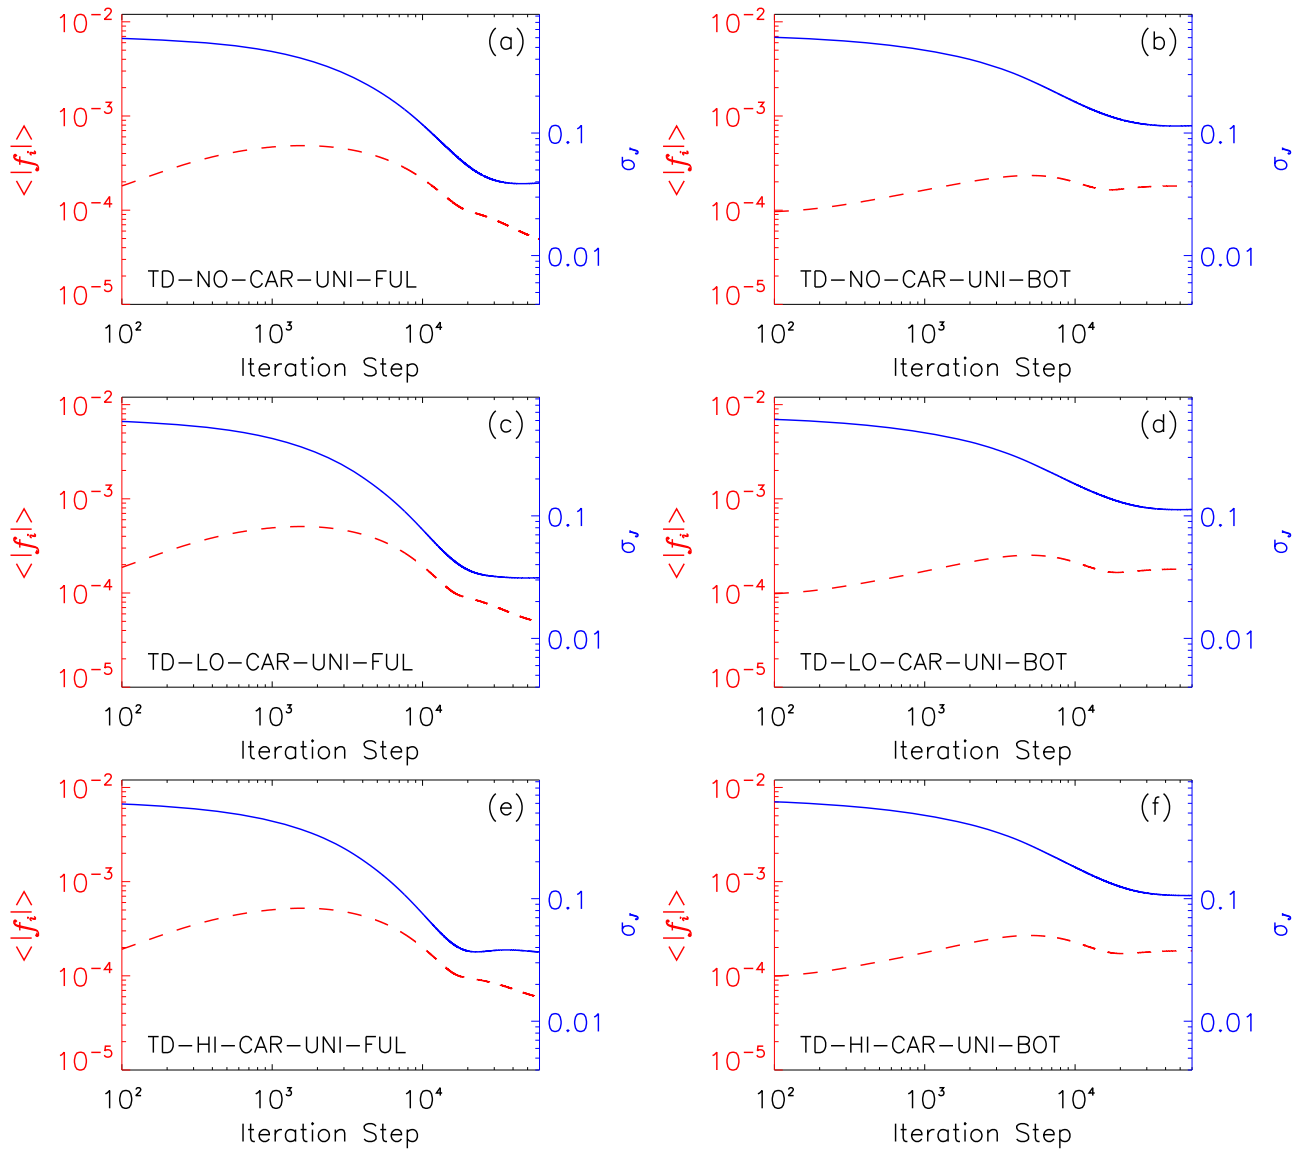 (a)
10⁻²
10⁻³
10⁻⁴
10⁻⁵
<|fᵢ|>
0.1
0.01
σJ
TD-NO-CAR-UNI-FUL
10² 10³ 10⁴
Iteration Step
(b)
10⁻²
10⁻³
10⁻⁴
10⁻⁵
<|fᵢ|>
0.1
0.01
σJ
TD-NO-CAR-UNI-BOT
10² 10³ 10⁴
Iteration Step
(c)
10⁻²
10⁻³
10⁻⁴
10⁻⁵
<|fᵢ|>
0.1
0.01
σJ
TD-LO-CAR-UNI-FUL
10² 10³ 10⁴
Iteration Step
(d)
10⁻²
10⁻³
10⁻⁴
10⁻⁵
<|fᵢ|>
0.1
0.01
σJ
TD-LO-CAR-UNI-BOT
10² 10³ 10⁴
Iteration Step
(e)
10⁻²
10⁻³
10⁻⁴
10⁻⁵
<|fᵢ|>
0.1
0.01
σJ
TD-HI-CAR-UNI-FUL
10² 10³ 10⁴
Iteration Step
(f)
10⁻²
10⁻³
10⁻⁴
10⁻⁵
<|fᵢ|>
0.1
0.01
σJ
TD-HI-CAR-UNI-BOT
10² 10³ 10⁴
Iteration Step